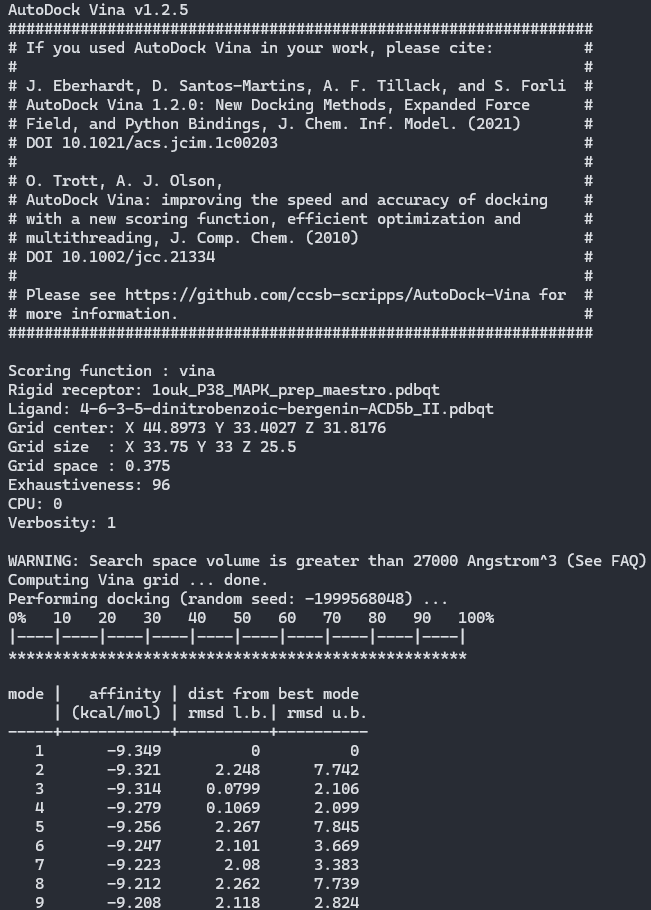 AutoDock Vina v1.2.5
#################################################################
# If you used AutoDock Vina in your work, please cite:          #
#                                                               #
# J. Eberhardt, D. Santos-Martins, A. F. Tillack, and S. Forli  #
# AutoDock Vina 1.2.0: New Docking Methods, Expanded Force      #
# Field, and Python Bindings, J. Chem. Inf. Model. (2021)       #
# DOI 10.1021/acs.jcim.1c00203                                  #
#                                                               #
# O. Trott, A. J. Olson,                                        #
# AutoDock Vina: improving the speed and accuracy of docking    #
# with a new scoring function, efficient optimization and       #
# multithreading, J. Comp. Chem. (2010)                         #
# DOI 10.1002/jcc.21334                                         #
#                                                               #
# Please see https://github.com/ccsb-scripps/AutoDock-Vina for  #
# more information.                                             #
#################################################################

Scoring function : vina
Rigid receptor: 1ouk_P38_MAPK_prep_maestro.pdbqt
Ligand: 4-6-3-5-dinitrobenzoic-bergenin-ACD5b_II.pdbqt
Grid center: X 44.8973 Y 33.4027 Z 31.8176
Grid size  : X 33.75 Y 33 Z 25.5
Grid space : 0.375
Exhaustiveness: 96
CPU: 0
Verbosity: 1

WARNING: Search space volume is greater than 27000 Angstrom^3 (See FAQ)
Computing Vina grid ... done.
Performing docking (random seed: -1999568048) ...
0%   10   20   30   40   50   60   70   80   90   100%
|----|----|----|----|----|----|----|----|----|----|
***************************************************

mode |   affinity | dist from best mode
     | (kcal/mol) | rmsd l.b.| rmsd u.b.
-----+------------+----------+----------
   1       -9.349          0          0
   2       -9.321      2.248      7.742
   3       -9.314     0.0799      2.106
   4       -9.279     0.1069      2.099
   5       -9.256      2.267      7.845
   6       -9.247      2.101      3.669
   7       -9.223       2.08      3.383
   8       -9.212      2.262      7.739
   9       -9.208      2.118      2.824